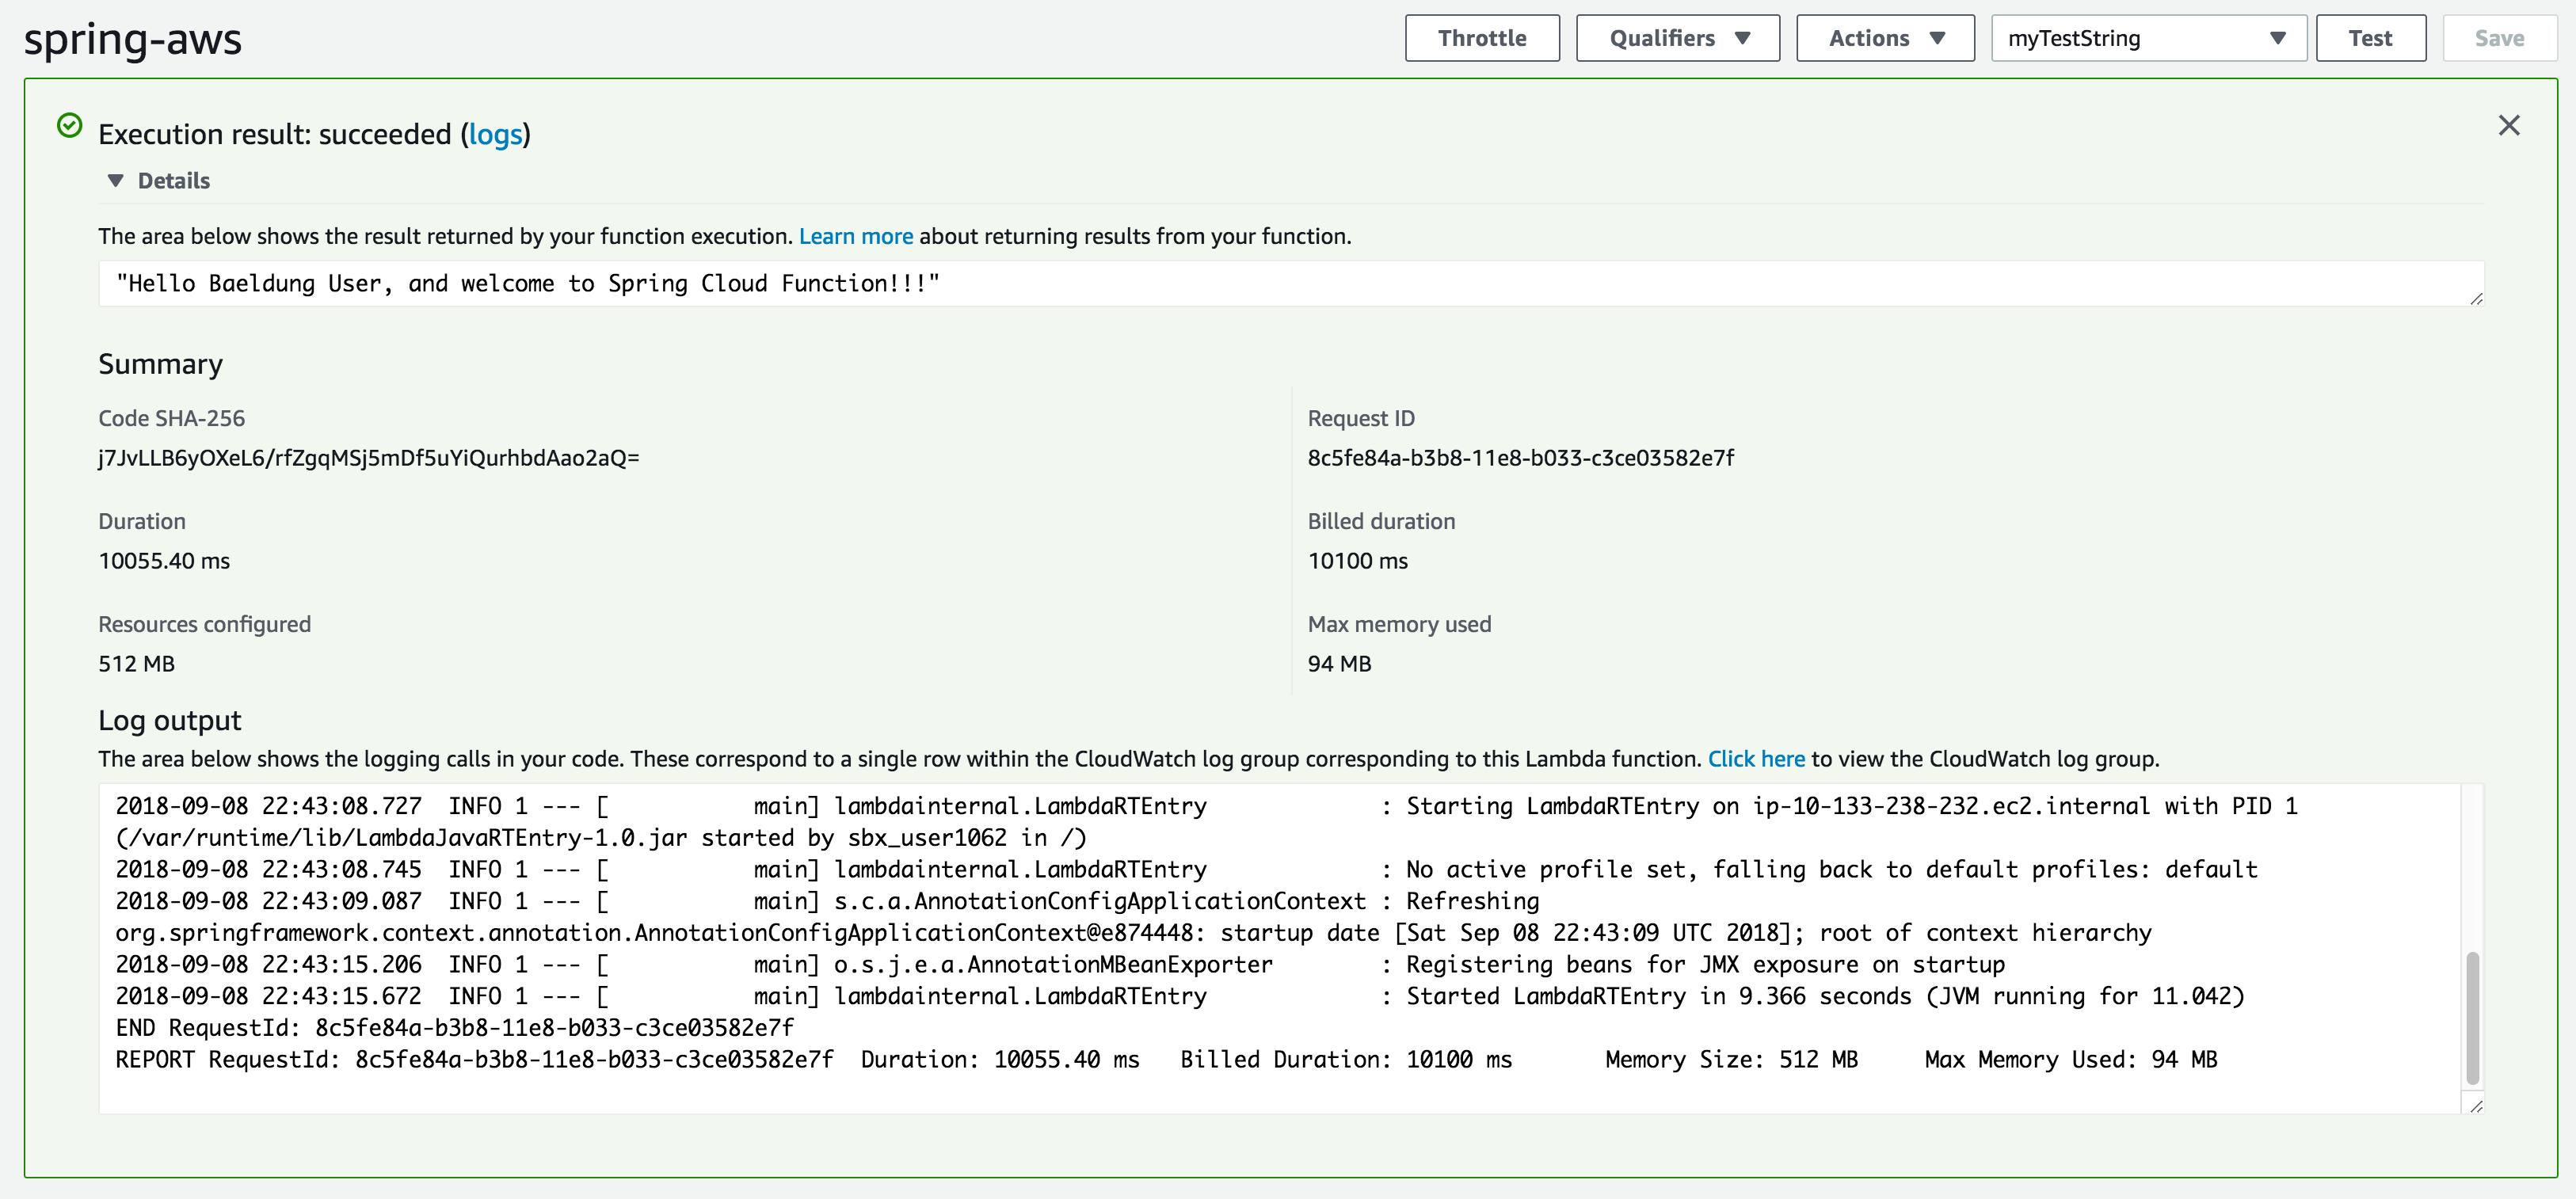 spring-aws
Throttle
Qualifiers
Actions
myTestString
Test
Save
Execution result: succeeded (logs)
Details
The area below shows the result returned by your function execution. Learn more about returning results from your function.
"Hello Baeldung User, and welcome to Spring Cloud Function!!!"
Summary
Code SHA-256
j7JvLLB6yOXeL6/rfZgqMSj5mDf5uYiQurhbdAao2aQ=
Request ID
8c5fe84a-b3b8-11e8-b033-c3ce03582e7f
Duration
10055.40 ms
Billed duration
10100 ms
Resources configured
512 MB
Max memory used
94 MB
Log output
The area below shows the logging calls in your code. These correspond to a single row within the CloudWatch log group corresponding to this Lambda function. Click here to view the CloudWatch log group.
2018-09-08 22:43:08.727  INFO 1 --- [           main] lambdainternal.LambdaRTEntry             : Starting LambdaRTEntry on ip-10-133-238-232.ec2.internal with PID 1
(/var/runtime/lib/LambdaJavaRTEntry-1.0.jar started by sbx_user1062 in /)
2018-09-08 22:43:08.745  INFO 1 --- [           main] lambdainternal.LambdaRTEntry             : No active profile set, falling back to default profiles: default
2018-09-08 22:43:09.087  INFO 1 --- [           main] s.c.a.AnnotationConfigApplicationContext : Refreshing
org.springframework.context.annotation.AnnotationConfigApplicationContext@e874448: startup date [Sat Sep 08 22:43:09 UTC 2018]; root of context hierarchy
2018-09-08 22:43:15.206  INFO 1 --- [           main] o.s.j.e.a.AnnotationMBeanExporter        : Registering beans for JMX exposure on startup
2018-09-08 22:43:15.672  INFO 1 --- [           main] lambdainternal.LambdaRTEntry             : Started LambdaRTEntry in 9.366 seconds (JVM running for 11.042)
END RequestId: 8c5fe84a-b3b8-11e8-b033-c3ce03582e7f
REPORT RequestId: 8c5fe84a-b3b8-11e8-b033-c3ce03582e7f  Duration: 10055.40 ms   Billed Duration: 10100 ms       Memory Size: 512 MB     Max Memory Used: 94 MB